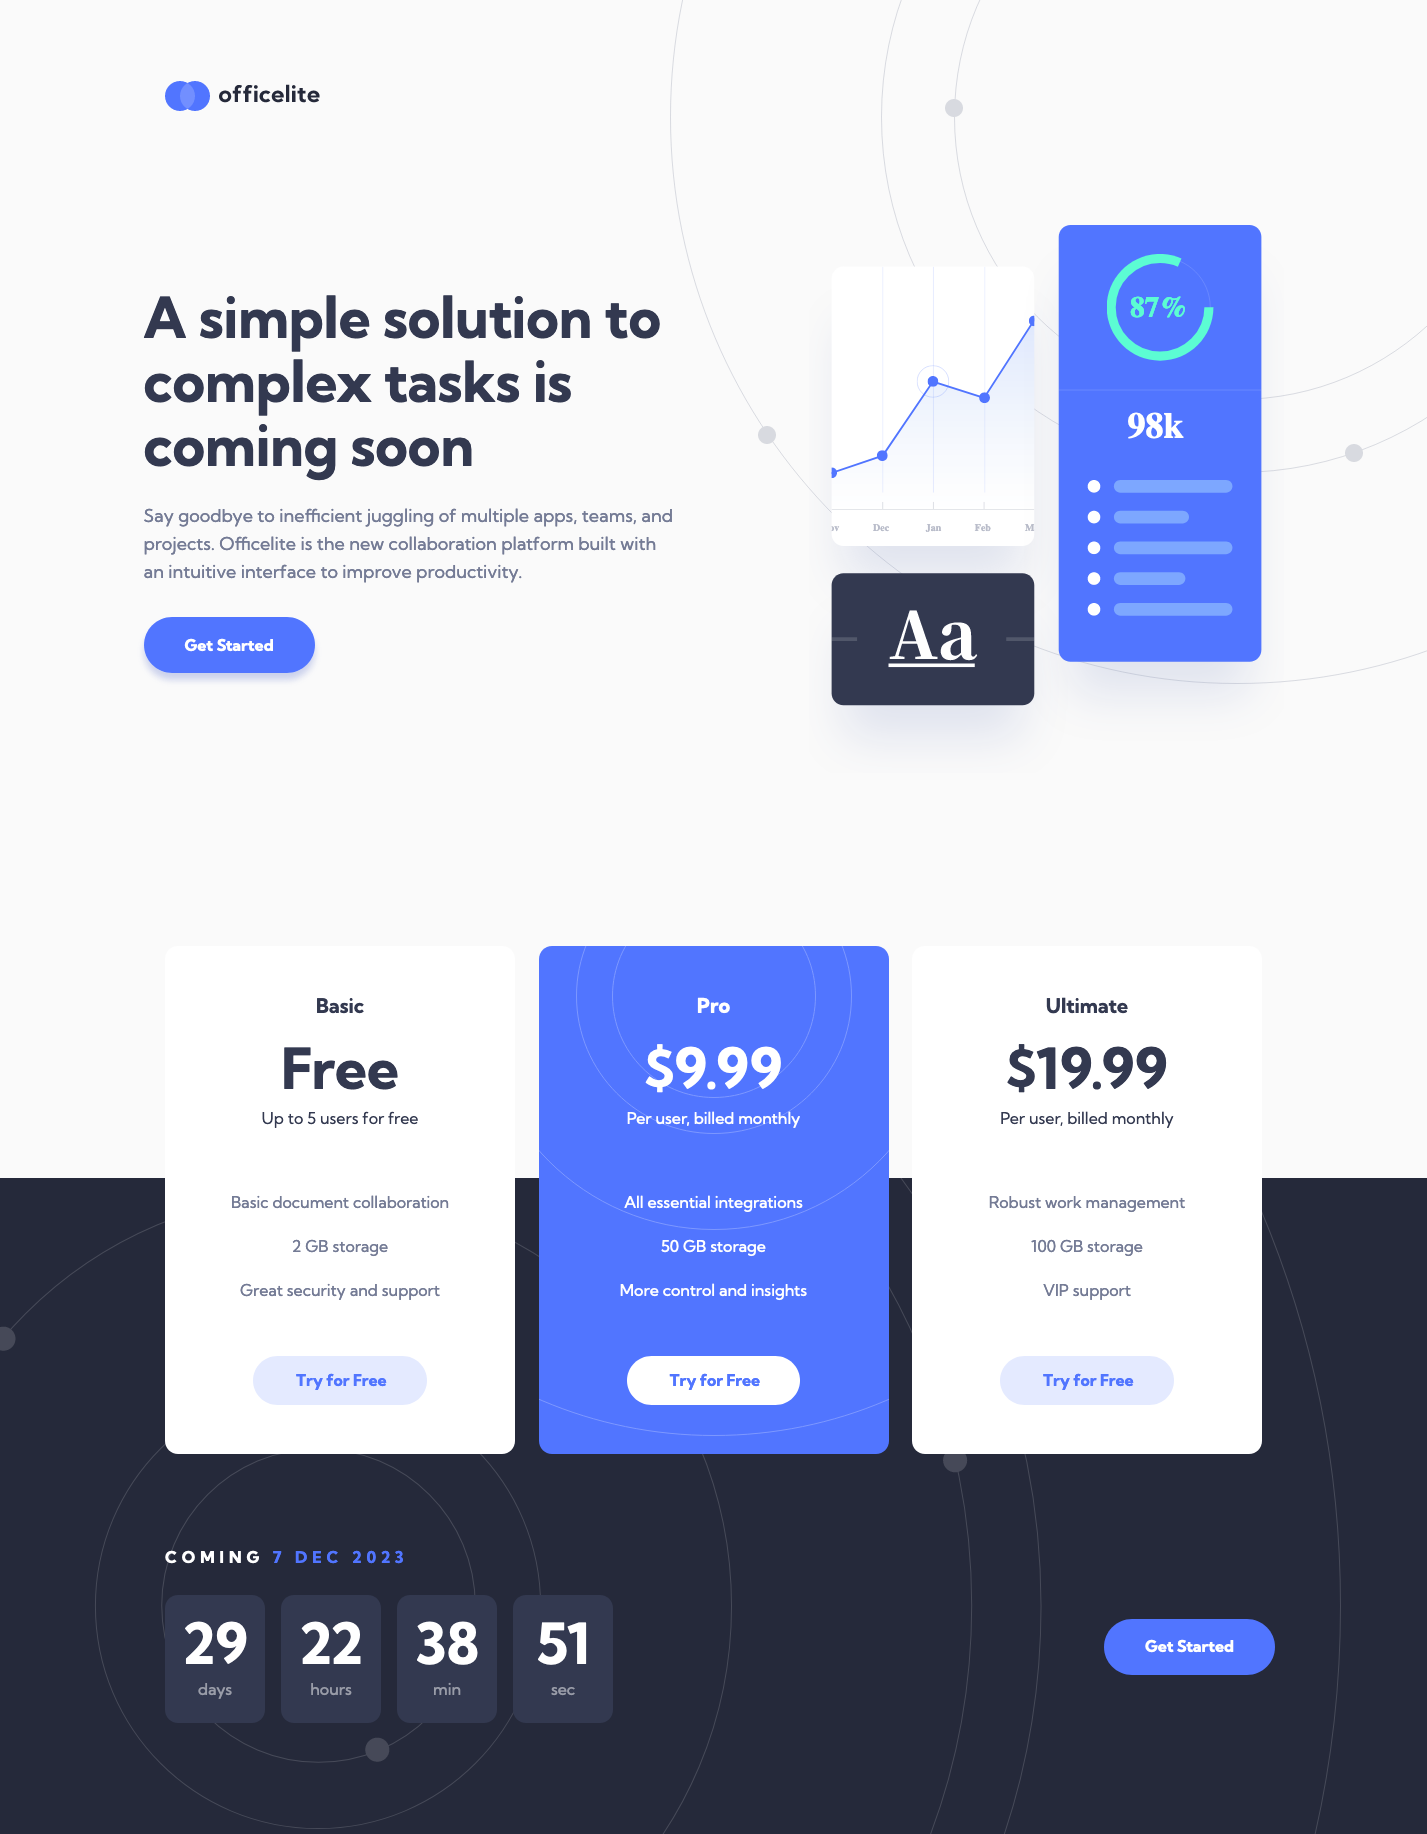 officelite
A simple solution to
complex tasks is
coming soon
Say goodbye to inefficient juggling of multiple apps, teams, and
projects. Officelite is the new collaboration platform built with
an intuitive interface to improve productivity.
Get Started
87%
98k
Dec Jan Feb
Aa
Basic
Free
Up to 5 users for free
Basic document collaboration
2 GB storage
Great security and support
Try for Free
Pro
$9.99
Per user, billed monthly
All essential integrations
50 GB storage
More control and insights
Try for Free
Ultimate
$19.99
Per user, billed monthly
Robust work management
100 GB storage
VIP support
Try for Free
COMING 7 DEC 2023
29 22 38 51
days hours min sec
Get Started